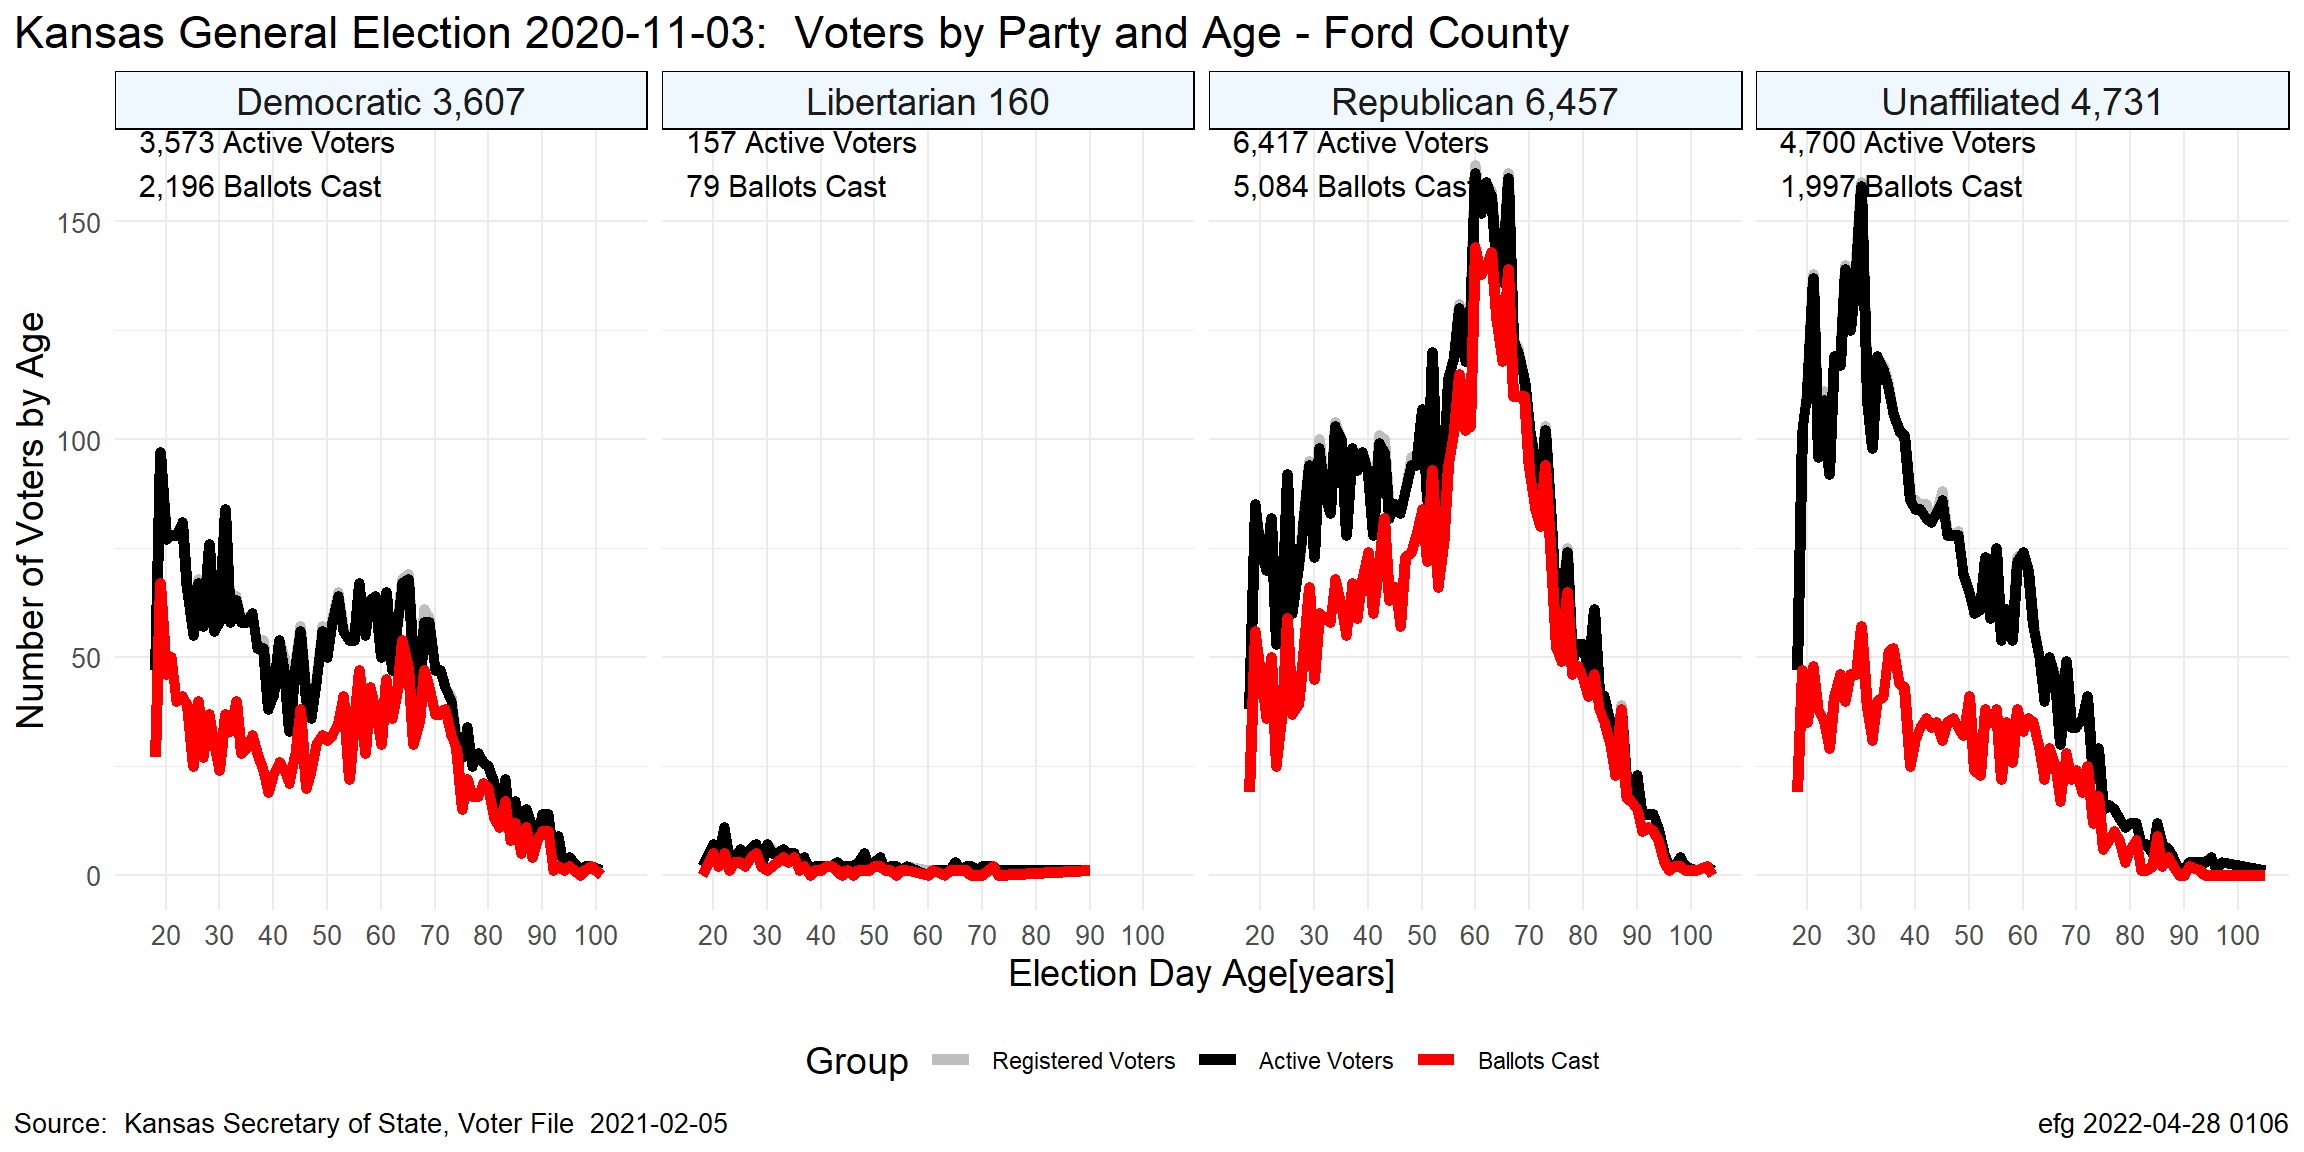 Kansas General Election 2020-11-03:  Voters by Party and Age - Ford County
Democratic 3,607
Libertarian 160
Republican 6,457
Unaffiliated 4,731
3,573 Active Voters
2,196 Ballots Cast
157 Active Voters
79 Ballots Cast
6,417 Active Voters
5,084 Ballots Cast
4,700 Active Voters
1,997 Ballots Cast
Number of Voters by Age
150
100
50
0
20 30 40 50 60 70 80 90 100
20 30 40 50 60 70 80 90 100
20 30 40 50 60 70 80 90 100
20 30 40 50 60 70 80 90 100
Election Day Age[years]
Group Registered Voters Active Voters Ballots Cast
Source:  Kansas Secretary of State, Voter File  2021-02-05
efg 2022-04-28 0106